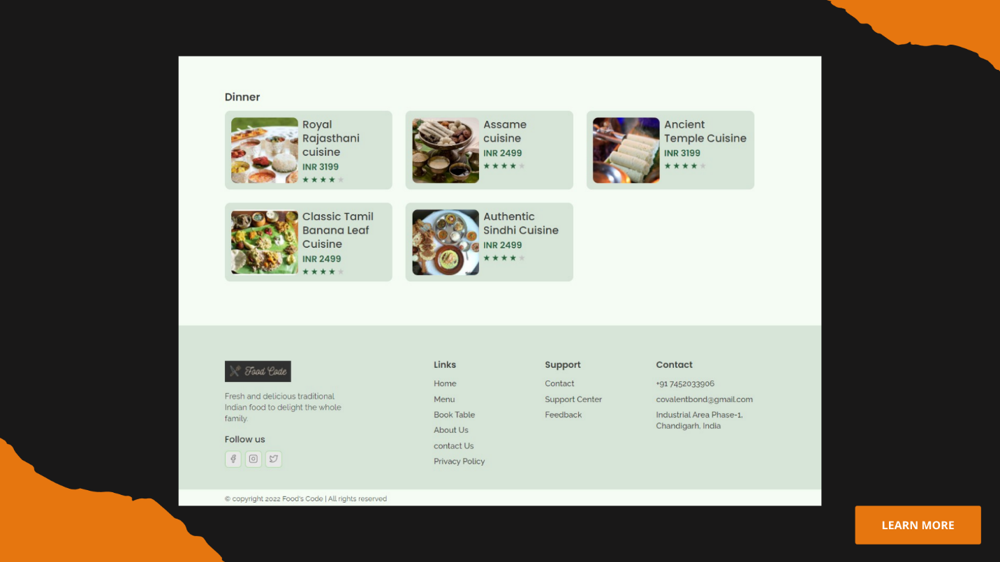 Dinner
Royal
Rajasthani
cuisine
INR 3199
Assame
cuisine
INR 2499
Ancient
Temple Cuisine
INR 3199
Classic Tamil
Banana Leaf
Cuisine
INR 2499
Authentic
Sindhi Cuisine
INR 2499
Food Code
Fresh and delicious traditional
Indian food to delight the whole
family.
Follow us
Links
Home
Menu
Book Table
About Us
contact Us
Privacy Policy
Support
Contact
Support Center
Feedback
Contact
+91 7452033906
covalentbond@gmail.com
Industrial Area Phase-1,
Chandigarh, India
© copyright 2022 Food's Code | All rights reserved
LEARN MORE